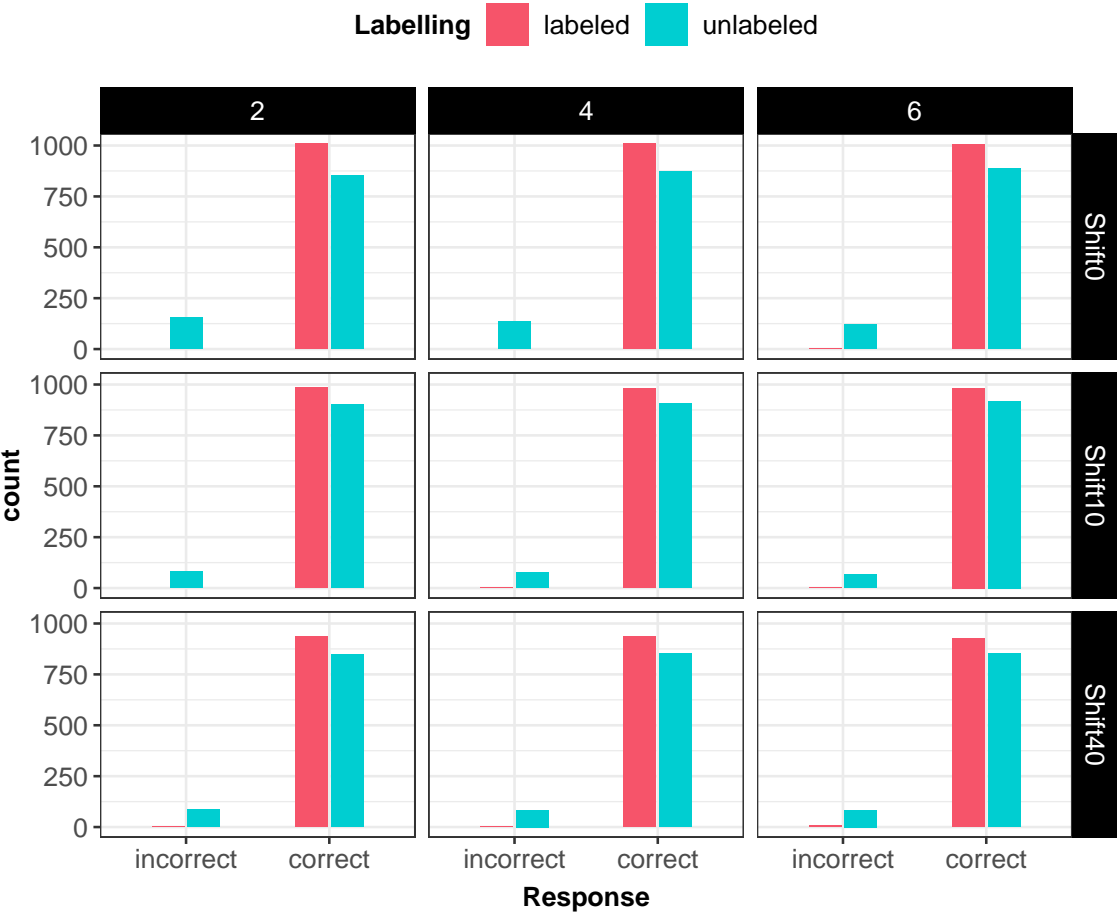 Labelling labeled unlabeled
2 4 6
1000
750
500
250
0
Shift0
1000
750
500
250
0
Shift10
count
1000
750
500
250
0
Shift40
incorrect correct incorrect correct incorrect correct
Response